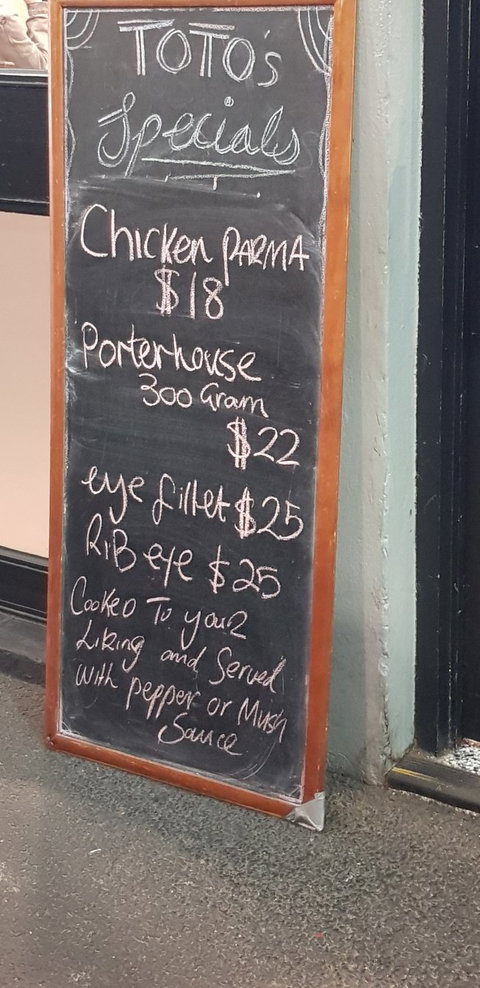 TOTO's
Specials
Chicken PARMA
$18
Porterhouse
300 Gram
$22
eye fillet $25
RiB eye $25
Cooked To youR
Liking and Served
with pepper or Mush
Sauce